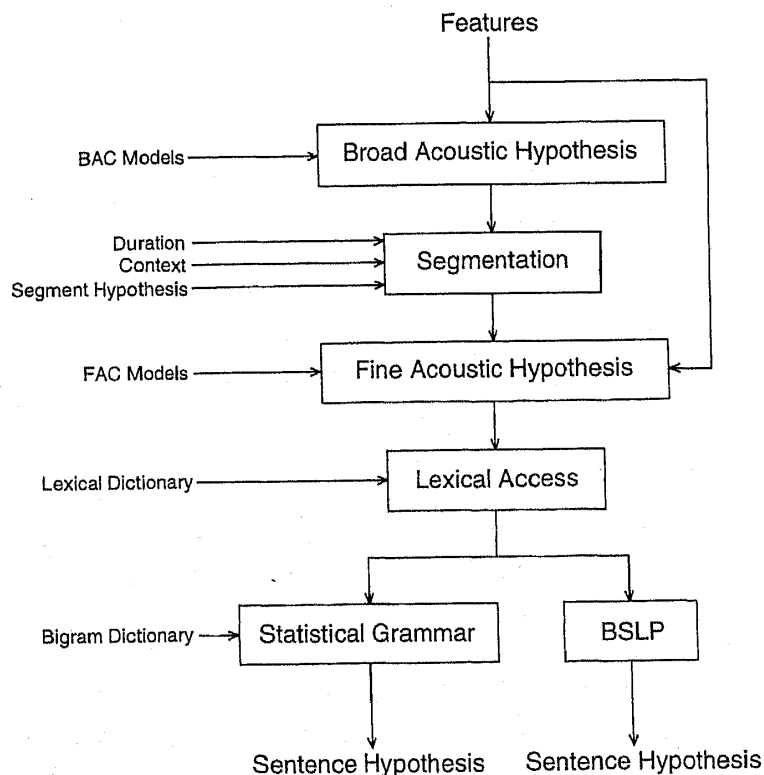 Features
BAC Models
Broad Acoustic Hypothesis
Duration
Context
Segment Hypothesis
Segmentation
FAC Models
Fine Acoustic Hypothesis
Lexical Dictionary
Lexical Access
Bigram Dictionary
Statistical Grammar
BSLP
Sentence Hypothesis
Sentence Hypothesis